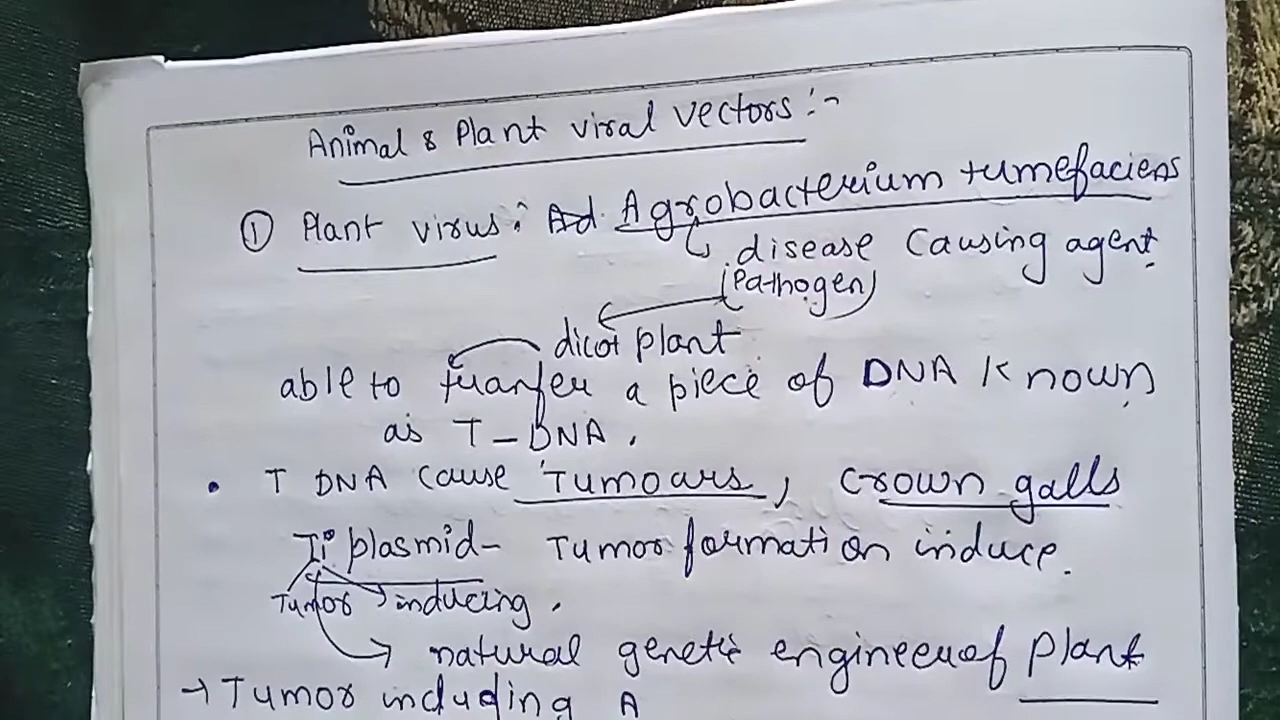 Animal & Plant viral vectors :-
① Plant virus : Ad. Agrobacterium tumefaciens
disease causing agent.
(Pathogen)
dicot plant
able to tranfer a piece of DNA known
as T-DNA.
• T DNA cause Tumours, crown galls
Ti plasmid- Tumor formation induce.
Tumor inducing.
natural genetic engineer of plant
→ Tumor including A